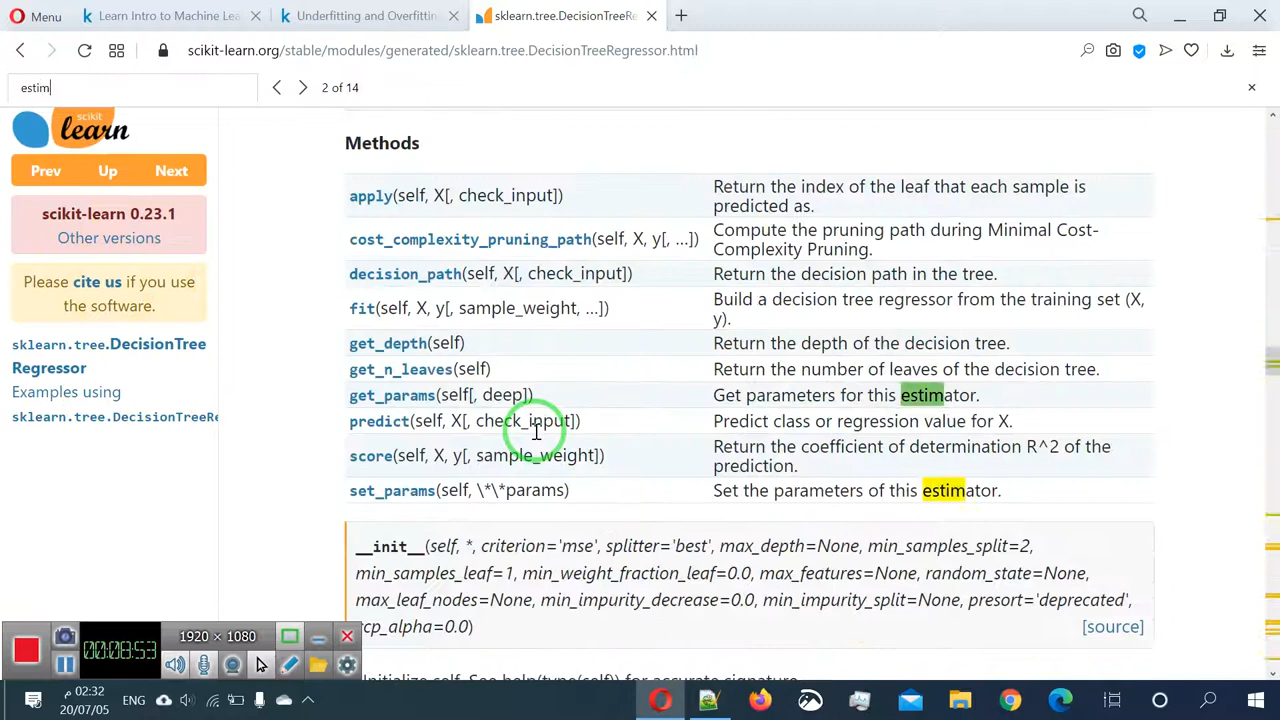 Menu
Learn Intro to Machine Lea
Underfitting and Overfittin
sklearn.tree.DecisionTreeRe
scikit-learn.org/stable/modules/generated/sklearn.tree.DecisionTreeRegressor.html
estim
2 of 14
scikit
learn
Prev Up Next
scikit-learn 0.23.1
Other versions
Please cite us if you use
the software.
sklearn.tree.DecisionTree
Regressor
Examples using
sklearn.tree.DecisionTreeRe
Methods
apply(self, X[, check_input])
Return the index of the leaf that each sample is
predicted as.
cost_complexity_pruning_path(self, X, y[, ...])
Compute the pruning path during Minimal Cost-
Complexity Pruning.
decision_path(self, X[, check_input])
Return the decision path in the tree.
fit(self, X, y[, sample_weight, ...])
Build a decision tree regressor from the training set (X,
y).
get_depth(self)
Return the depth of the decision tree.
get_n_leaves(self)
Return the number of leaves of the decision tree.
get_params(self[, deep])
Get parameters for this estimator.
predict(self, X[, check_input])
Predict class or regression value for X.
score(self, X, y[, sample_weight])
Return the coefficient of determination R^2 of the
prediction.
set_params(self, \*\*params)
Set the parameters of this estimator.
__init__(self, *, criterion='mse', splitter='best', max_depth=None, min_samples_split=2,
min_samples_leaf=1, min_weight_fraction_leaf=0.0, max_features=None, random_state=None,
max_leaf_nodes=None, min_impurity_decrease=0.0, min_impurity_split=None, presort='deprecated',
ccp_alpha=0.0)
[source]
Initialize self. See help(type(self)) for accurate signature.
00:08:53
1920 × 1080
02:32 م
20/07/05
ENG